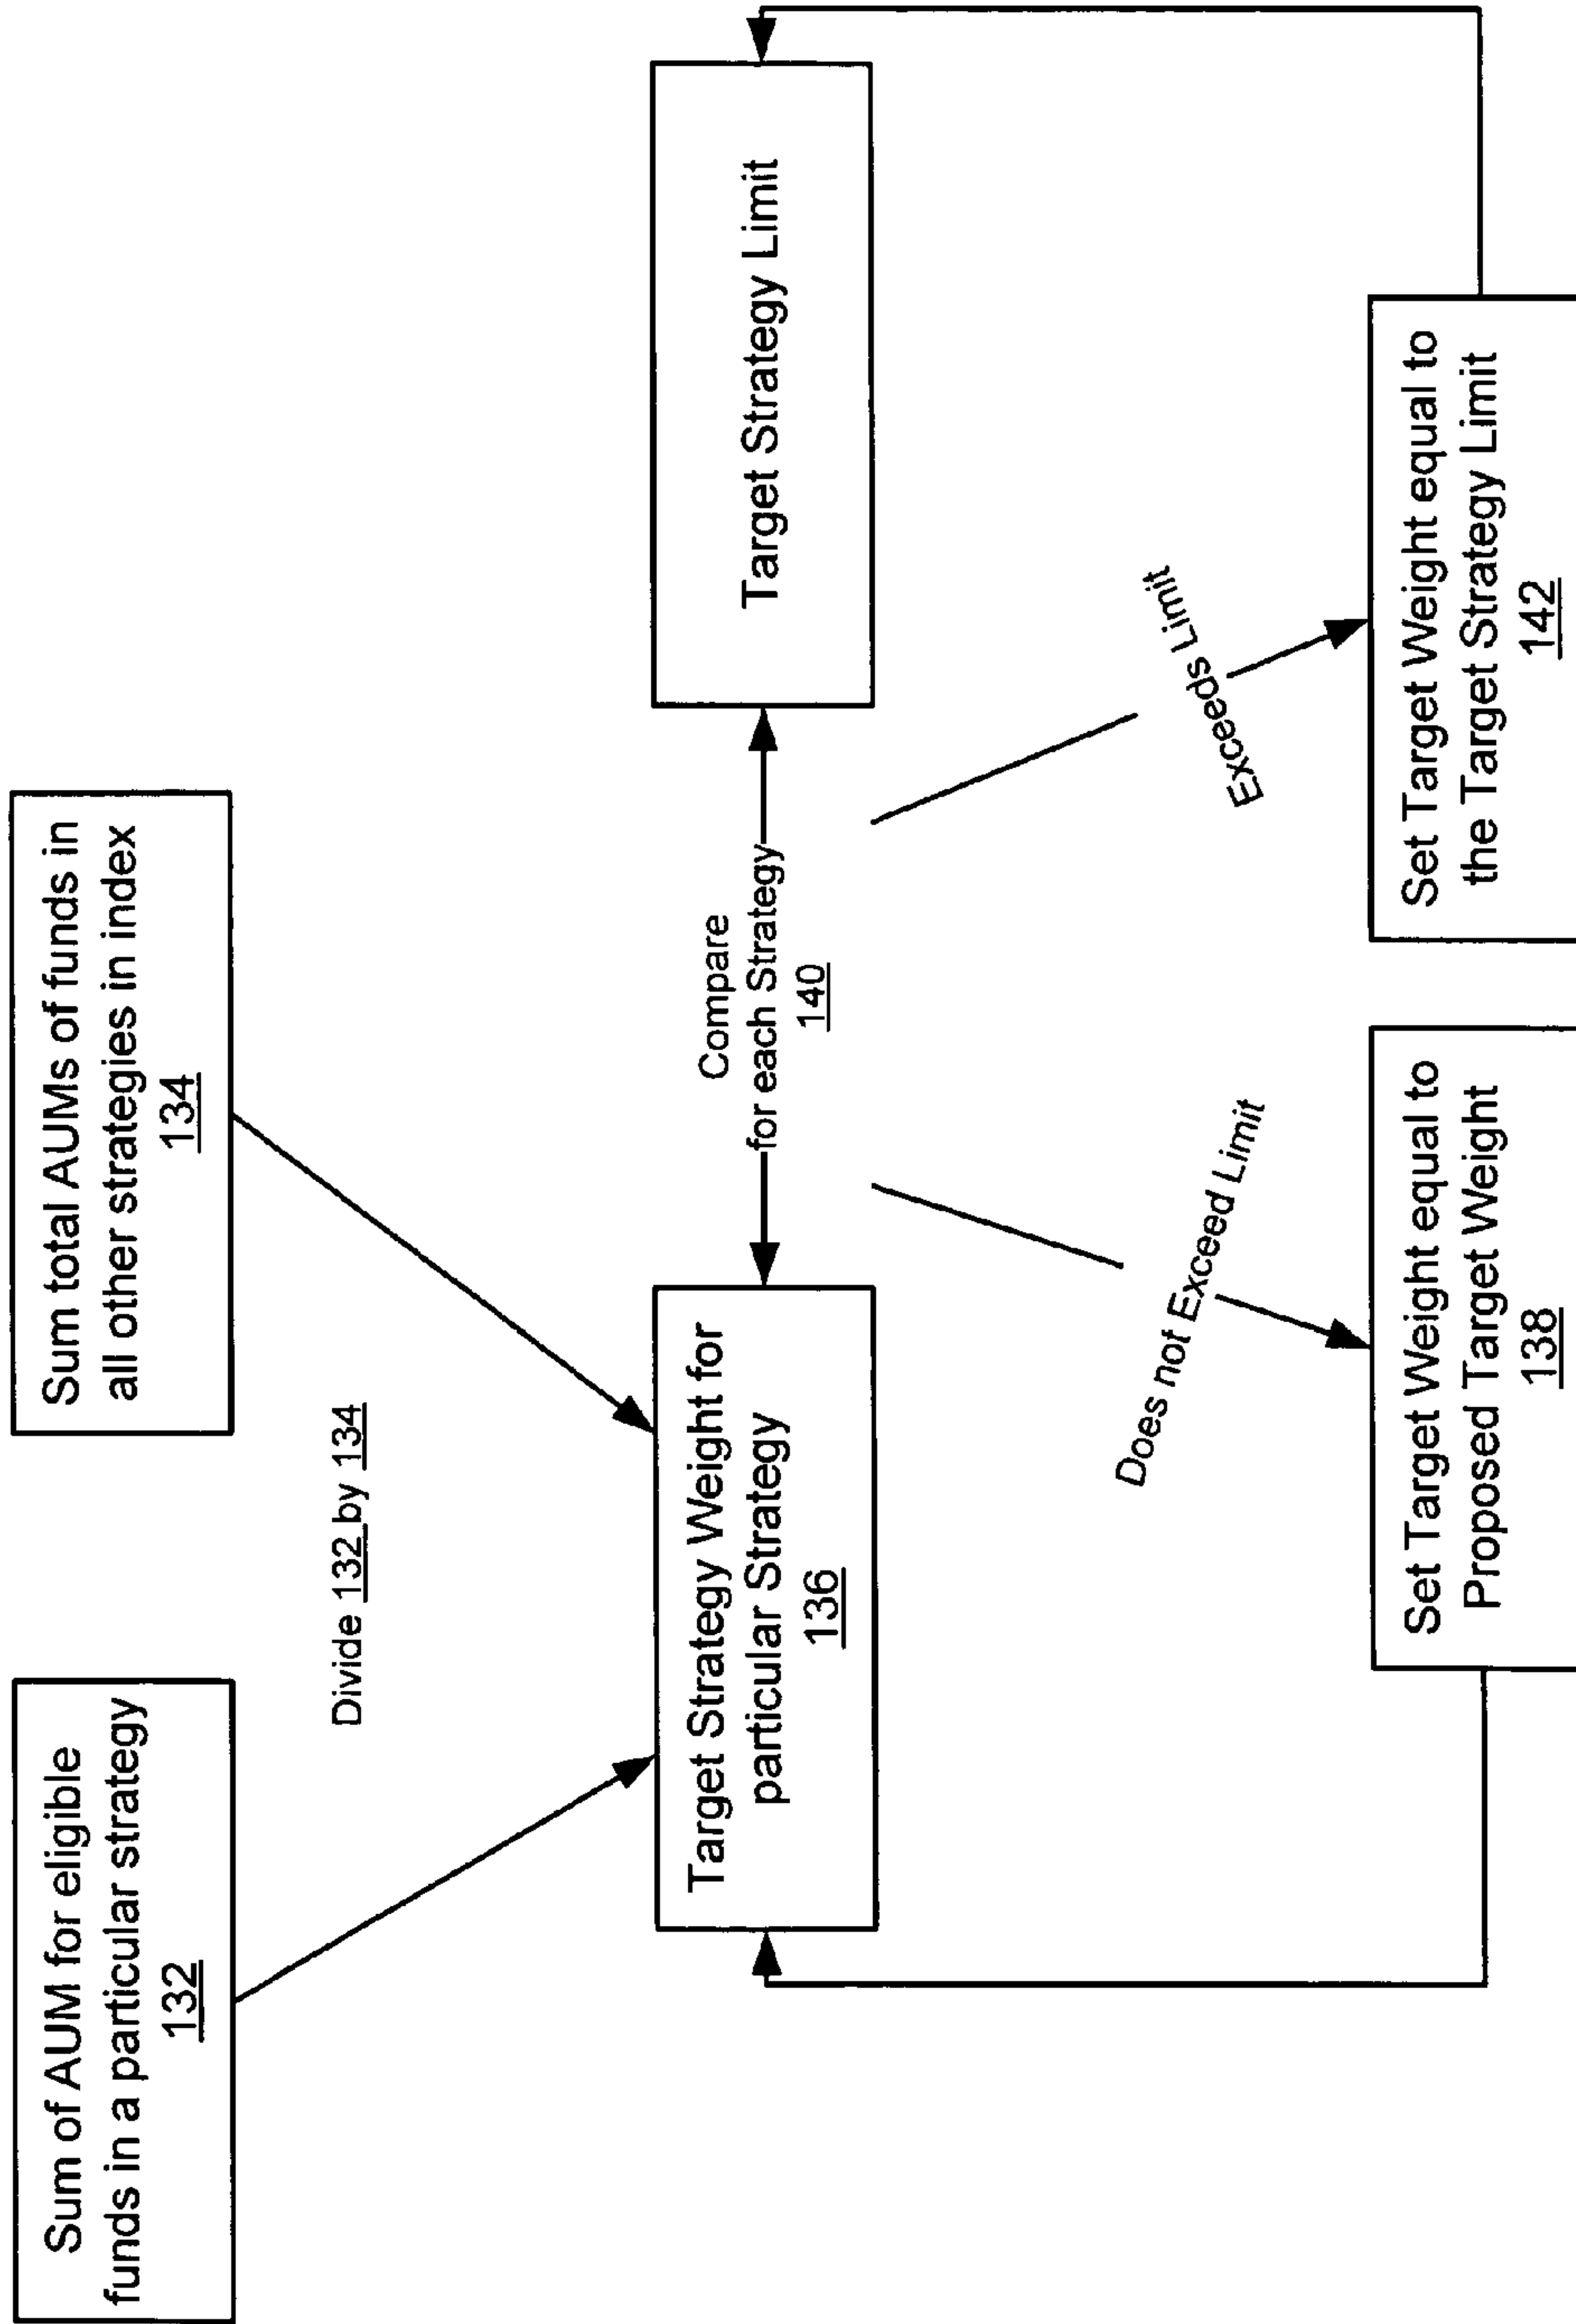 Sum of AUM for eligible
funds in a particular strategy
132
Sum total AUMs of funds in
all other strategies in index
134
Divide 132 by 134
Target Strategy Weight for
particular Strategy
136
Compare
for each Strategy
140
Target Strategy Limit
Does not Exceed Limit
Exceeds Limit
Set Target Weight equal to
Proposed Target Weight
138
Set Target Weight equal to
the Target Strategy Limit
142